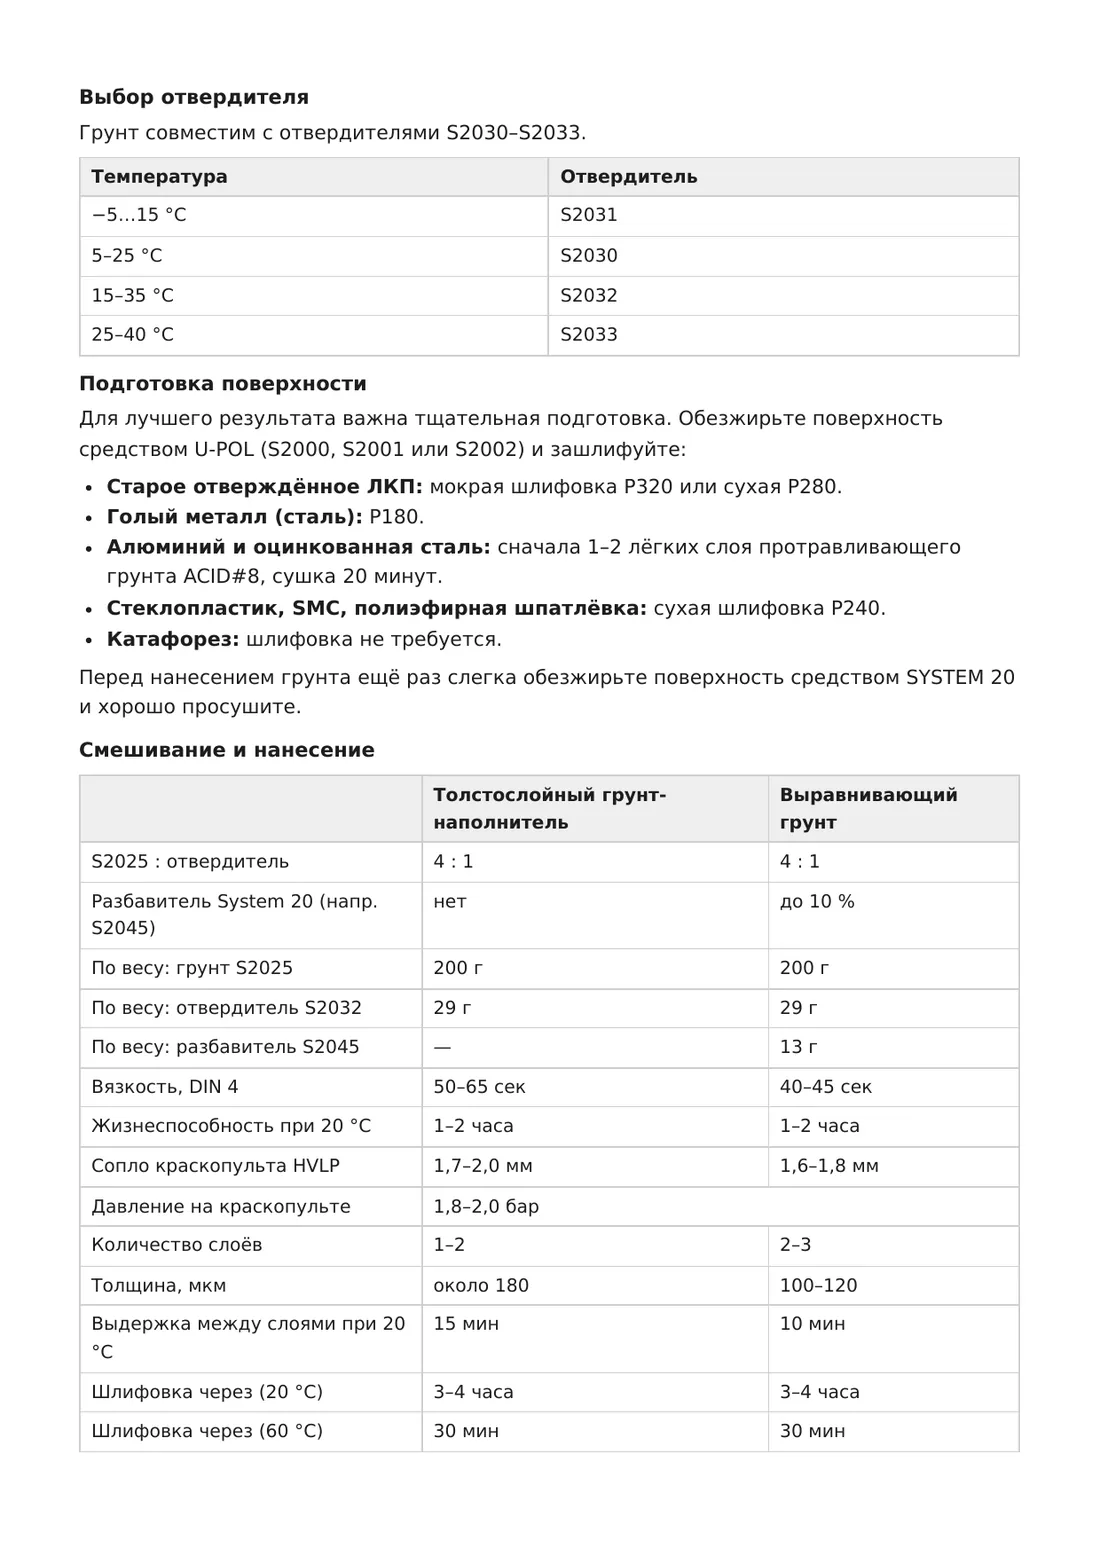 Выбор отвердителя
Грунт совместим с отвердителями S2030–S2033.
Температура Отвердитель
−5…15 °C S2031
5–25 °C S2030
15–35 °C S2032
25–40 °C S2033
Подготовка поверхности
Для лучшего результата важна тщательная подготовка. Обезжирьте поверхность
средством U-POL (S2000, S2001 или S2002) и зашлифуйте:
• Старое отверждённое ЛКП: мокрая шлифовка P320 или сухая P280.
• Голый металл (сталь): P180.
• Алюминий и оцинкованная сталь: сначала 1–2 лёгких слоя протравливающего
грунта ACID#8, сушка 20 минут.
• Стеклопластик, SMC, полиэфирная шпатлёвка: сухая шлифовка P240.
• Катафорез: шлифовка не требуется.
Перед нанесением грунта ещё раз слегка обезжирьте поверхность средством SYSTEM 20
и хорошо просушите.
Смешивание и нанесение
Толстослойный грунт- Выравнивающий
наполнитель грунт
S2025 : отвердитель 4 : 1 4 : 1
Разбавитель System 20 (напр. нет до 10 %
S2045)
По весу: грунт S2025 200 г 200 г
По весу: отвердитель S2032 29 г 29 г
По весу: разбавитель S2045 — 13 г
Вязкость, DIN 4 50–65 сек 40–45 сек
Жизнеспособность при 20 °C 1–2 часа 1–2 часа
Сопло краскопульта HVLP 1,7–2,0 мм 1,6–1,8 мм
Давление на краскопульте 1,8–2,0 бар
Количество слоёв 1–2 2–3
Толщина, мкм около 180 100–120
Выдержка между слоями при 20 15 мин 10 мин
°C
Шлифовка через (20 °C) 3–4 часа 3–4 часа
Шлифовка через (60 °C) 30 мин 30 мин